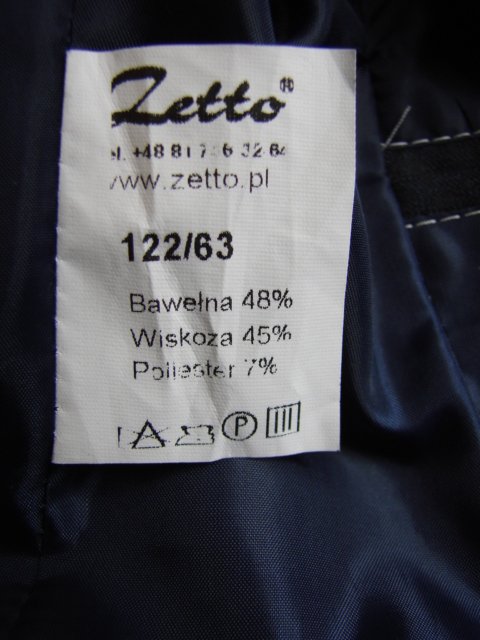 Zetto®
www.zetto.pl
122/63
Bawełna 48%
Wiskoza 45%
Poliester 7%
P